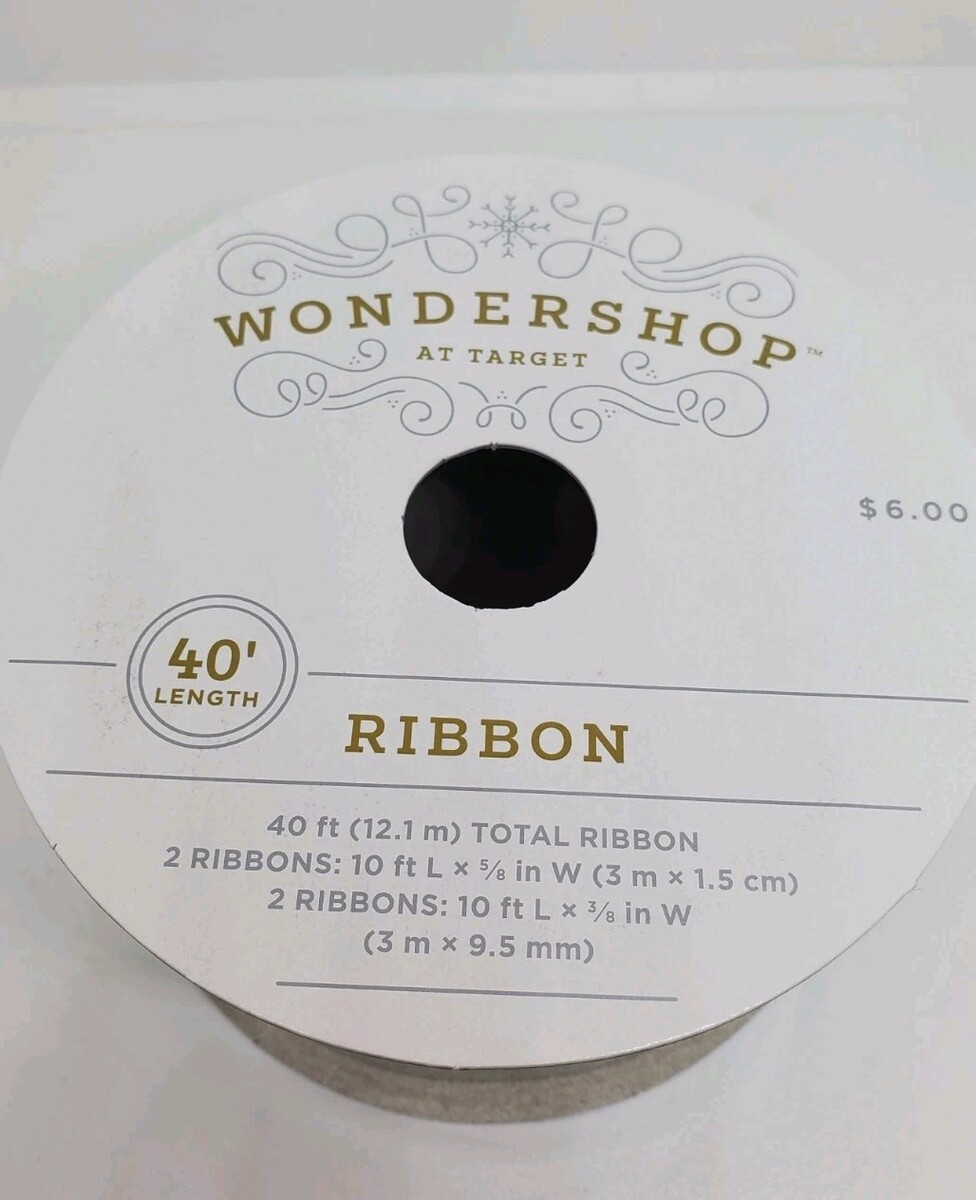 WONDERSHOP™
AT TARGET
$6.00
40'
LENGTH
RIBBON
40 ft (12.1 m) TOTAL RIBBON
2 RIBBONS: 10 ft L × ⅝ in W (3 m × 1.5 cm)
2 RIBBONS: 10 ft L × ⅜ in W
(3 m × 9.5 mm)